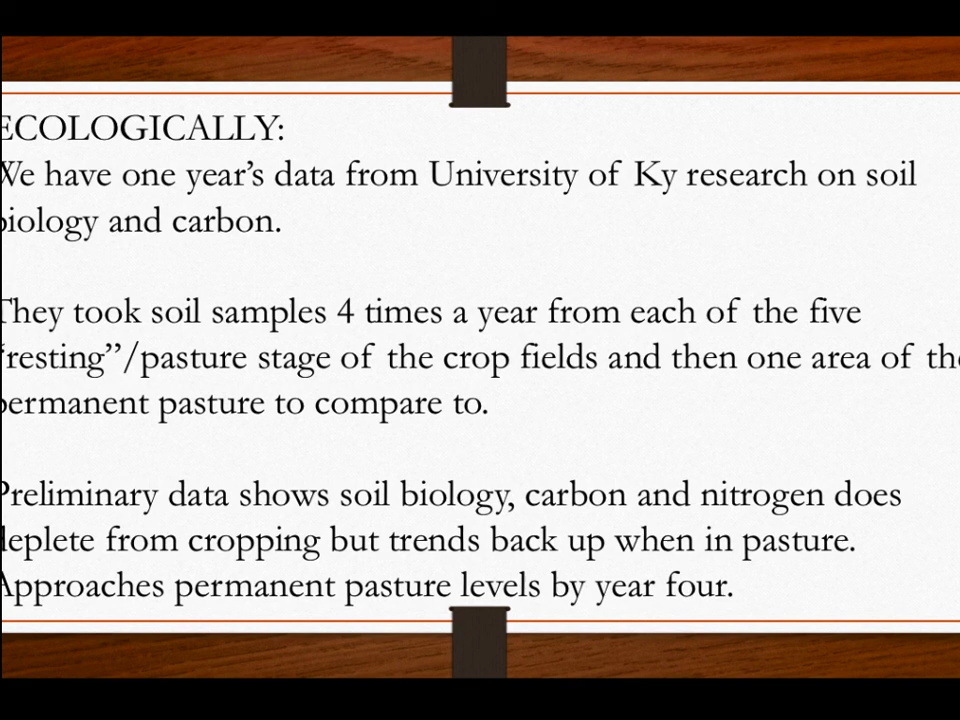 ECOLOGICALLY:
We have one year’s data from University of Ky research on soil
biology and carbon.
They took soil samples 4 times a year from each of the five
“resting”/pasture stage of the crop fields and then one area of the
permanent pasture to compare to.
Preliminary data shows soil biology, carbon and nitrogen does
deplete from cropping but trends back up when in pasture.
Approaches permanent pasture levels by year four.